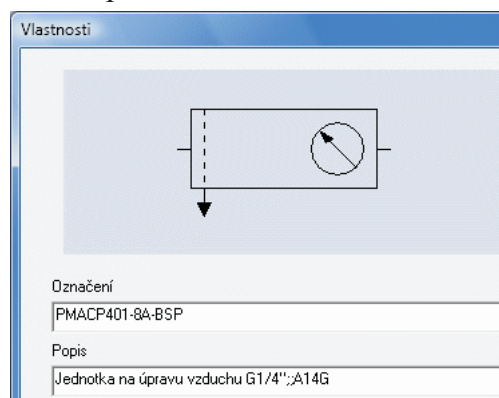 Vlastnosti
Označení
PMACP401-8A-BSP
Popis
Jednotka na úpravu vzduchu G1/4";;A14G